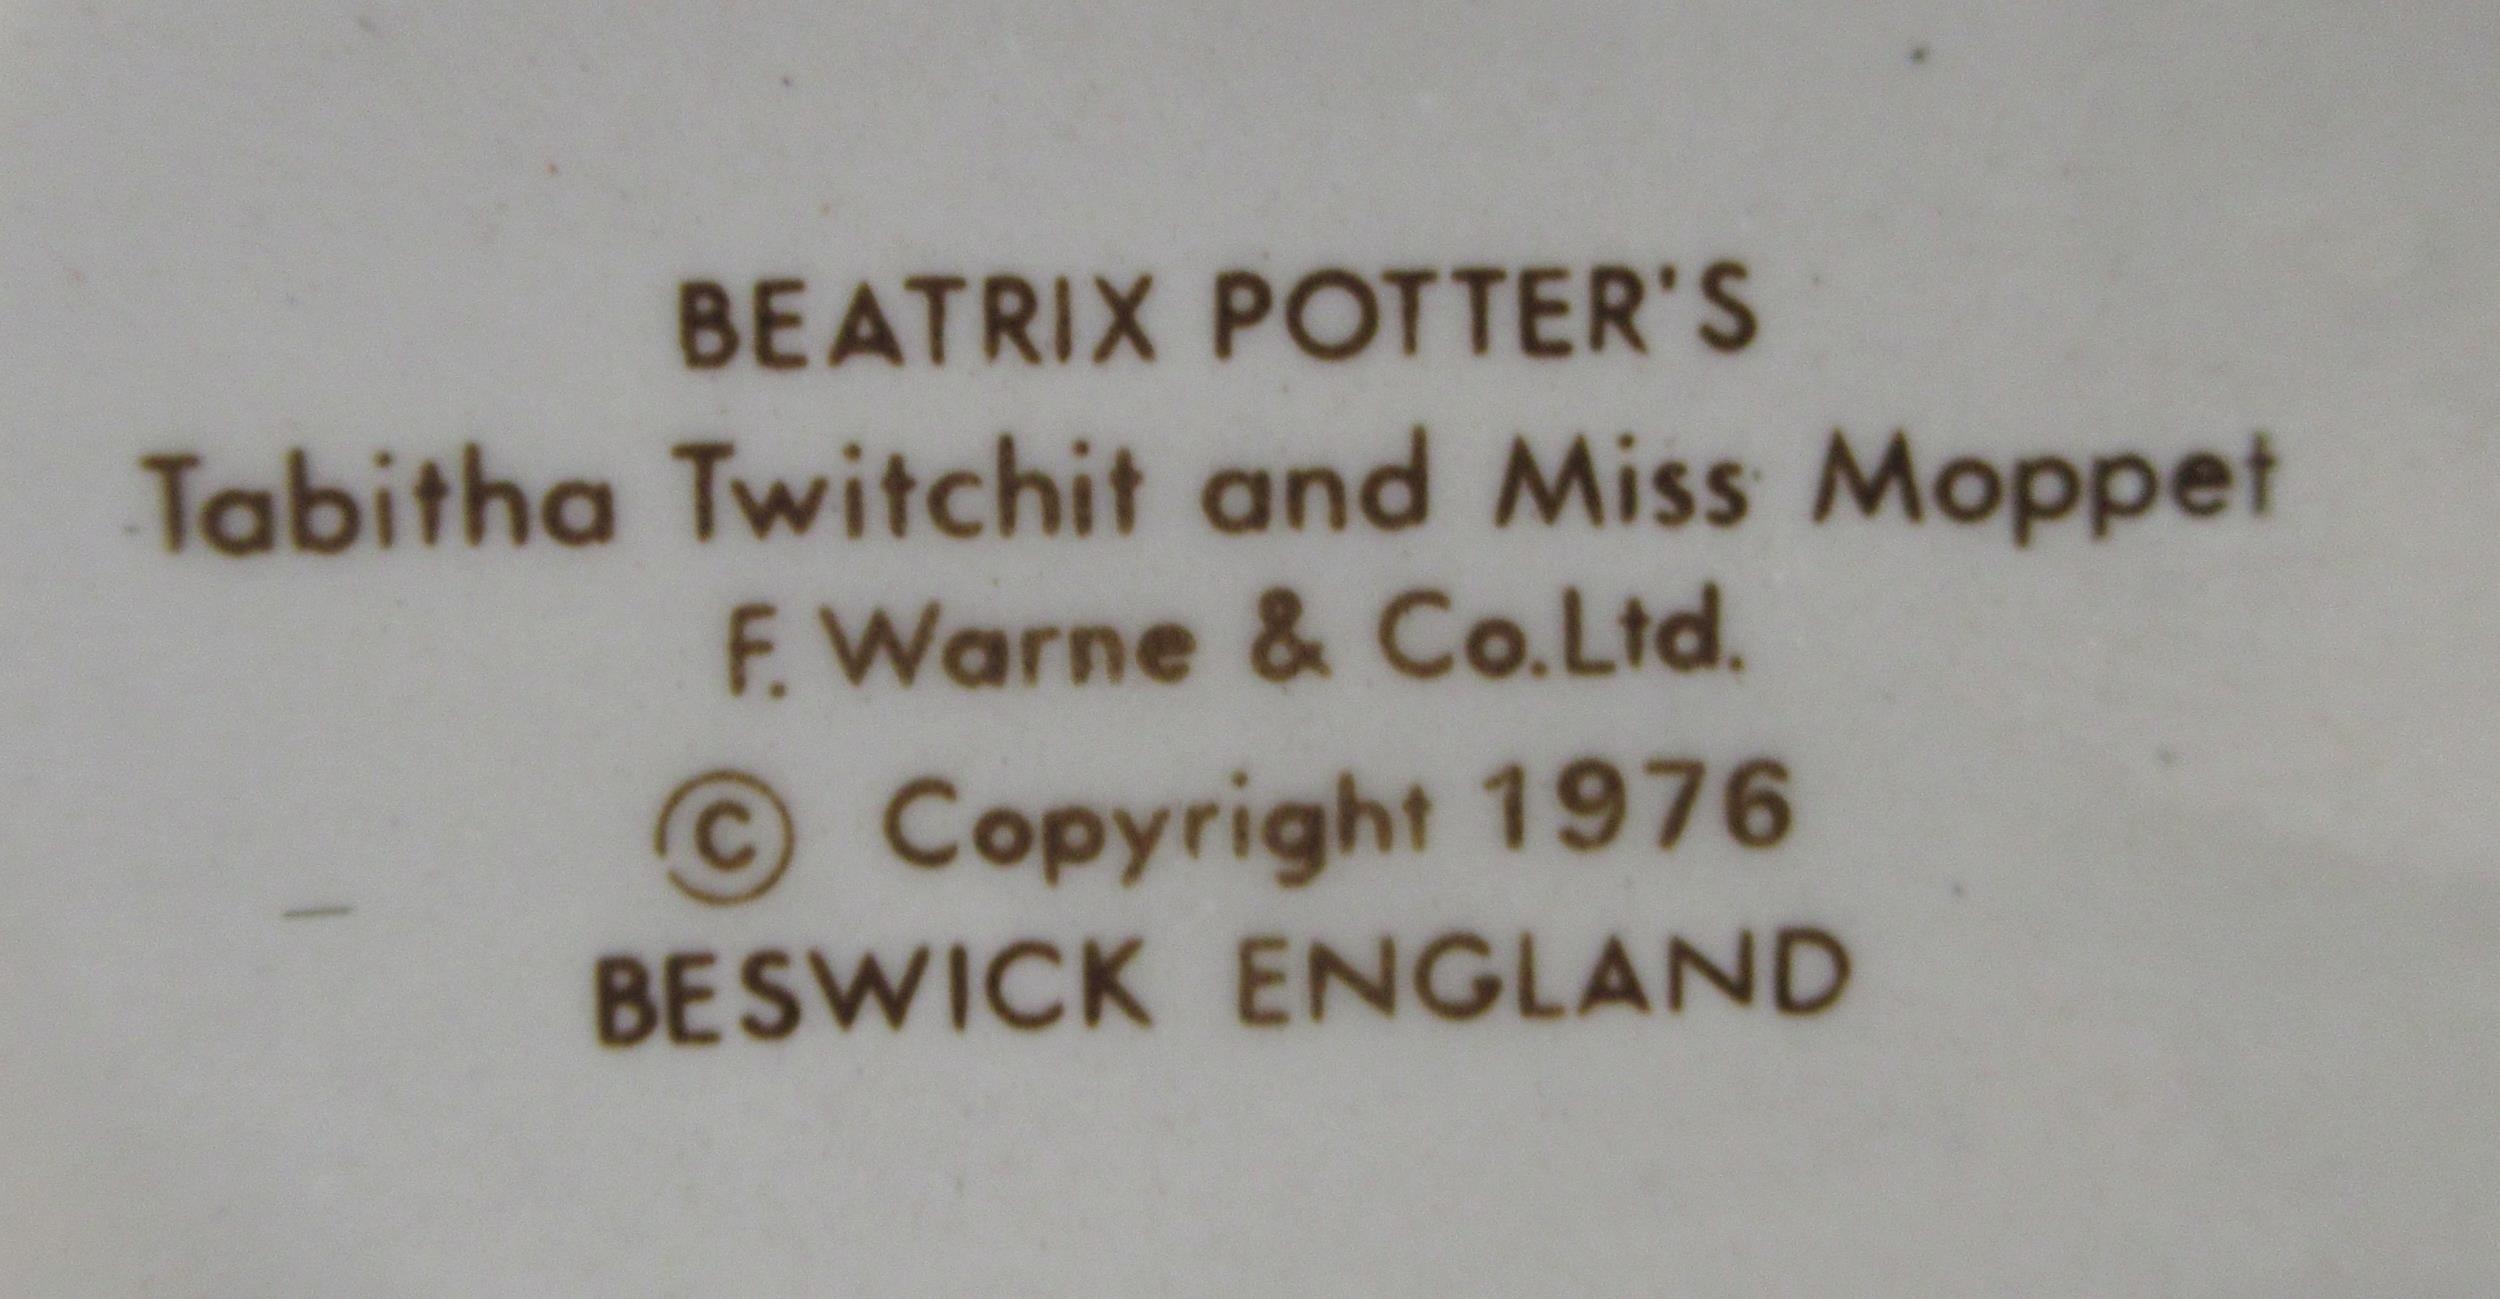 BEATRIX POTTER'S
Tabitha Twitchit and Miss Moppet
F. Warne & Co.Ltd.
© Copyright 1976
BESWICK ENGLAND